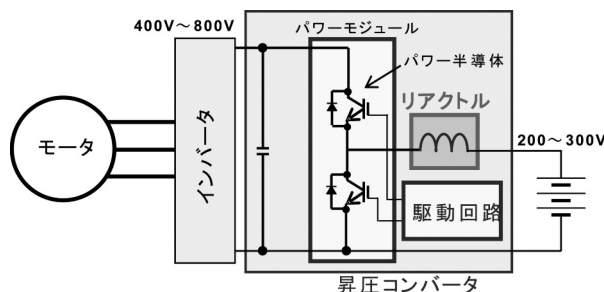 400V～800V
パワーモジュール
パワー半導体
リアクトル
200～300V
モータ
インバータ
駆動回路
昇圧コンバータ